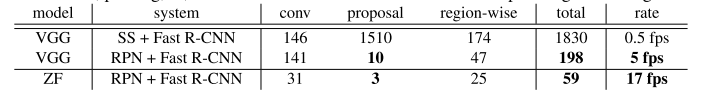 model system conv proposal region-wise total rate
VGG SS + Fast R-CNN 146 1510 174 1830 0.5 fps
VGG RPN + Fast R-CNN 141 10 47 198 5 fps
ZF RPN + Fast R-CNN 31 3 25 59 17 fps